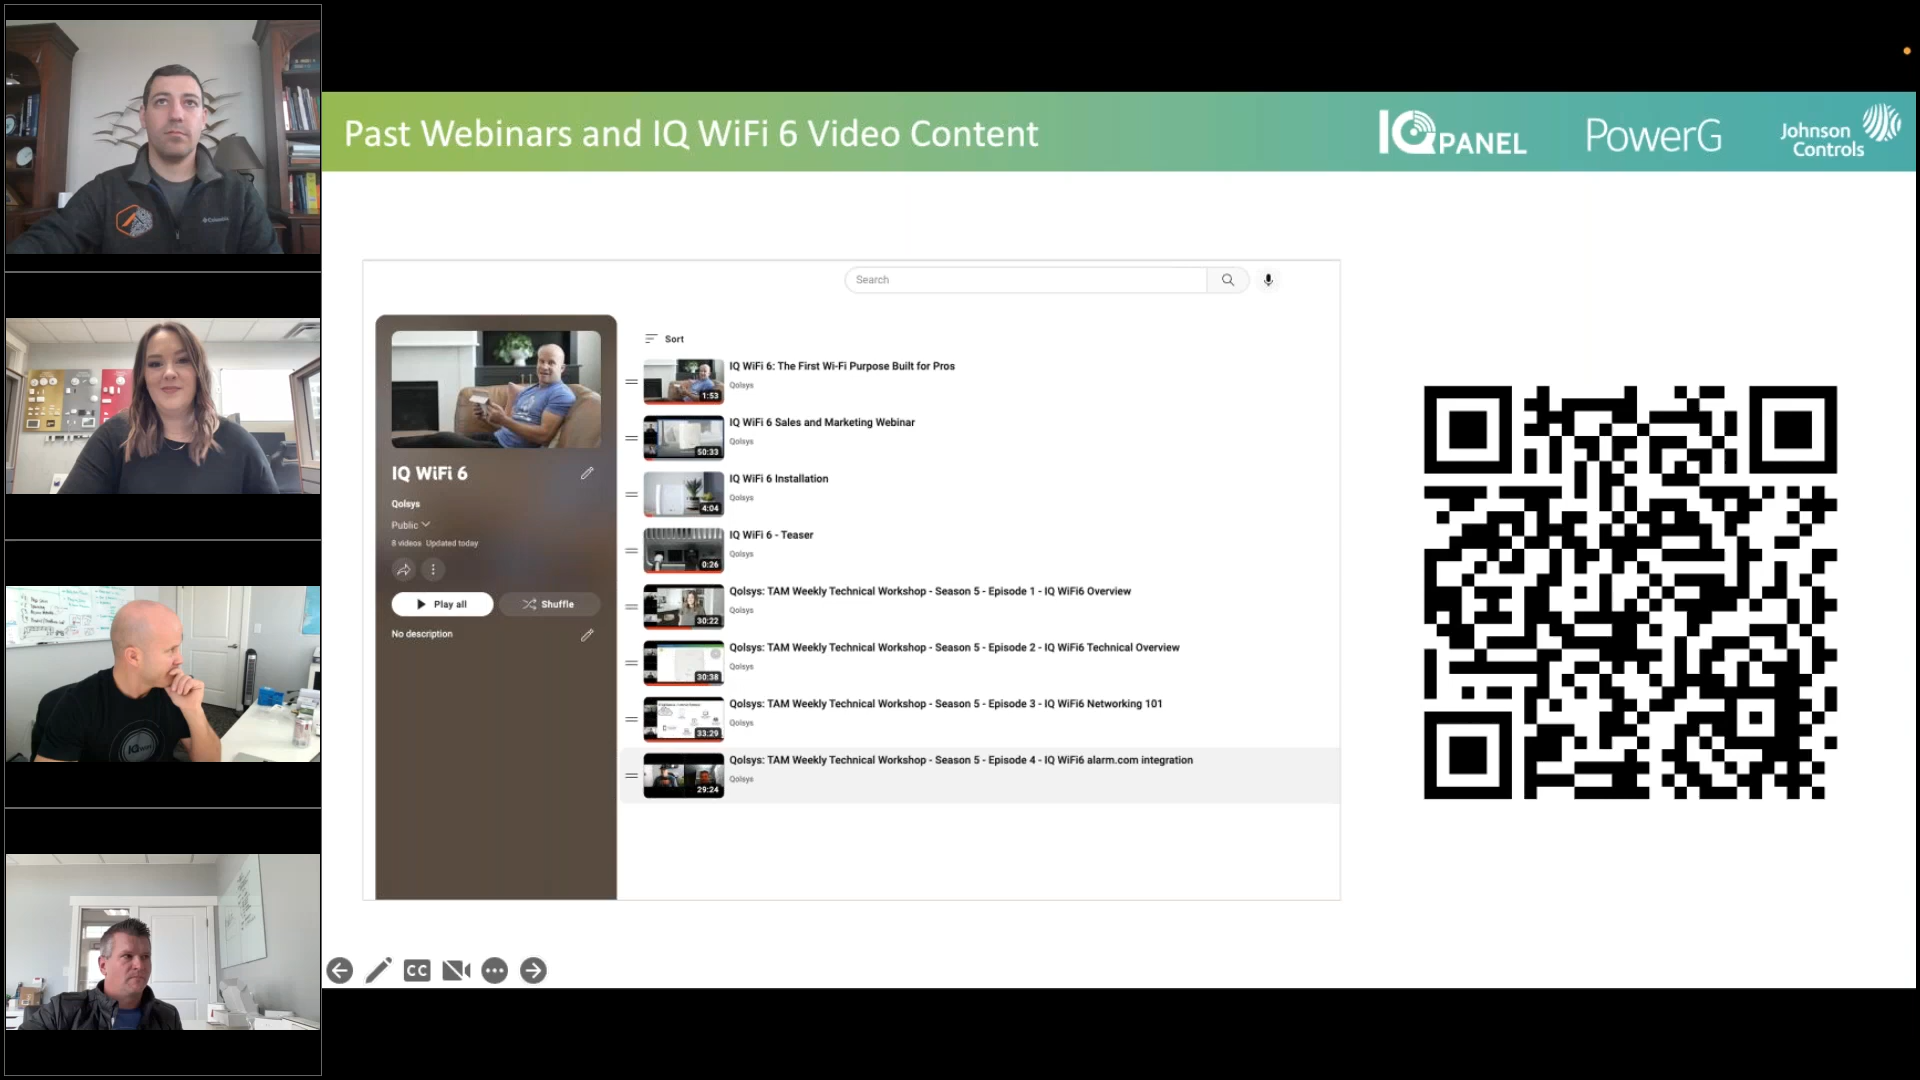 Past Webinars and IQ WiFi 6 Video Content
IQ PANEL
PowerG
Johnson
Controls
Search
Sort
IQ WiFi 6
Qolsys
Public
8 videos Updated today
Play all
Shuffle
No description
IQ WiFi 6: The First Wi-Fi Purpose Built for Pros
Qolsys
1:53
IQ WiFi 6 Sales and Marketing Webinar
Qolsys
50:33
IQ WiFi 6 Installation
Qolsys
4:04
IQ WiFi 6 - Teaser
Qolsys
0:26
Qolsys: TAM Weekly Technical Workshop - Season 5 - Episode 1 - IQ WiFi6 Overview
Qolsys
30:22
Qolsys: TAM Weekly Technical Workshop - Season 5 - Episode 2 - IQ WiFi6 Technical Overview
Qolsys
30:38
Qolsys: TAM Weekly Technical Workshop - Season 5 - Episode 3 - IQ WiFi6 Networking 101
Qolsys
33:29
Qolsys: TAM Weekly Technical Workshop - Season 5 - Episode 4 - IQ WiFi6 alarm.com integration
Qolsys
29:24
CC
Columbia
IQ WiFi